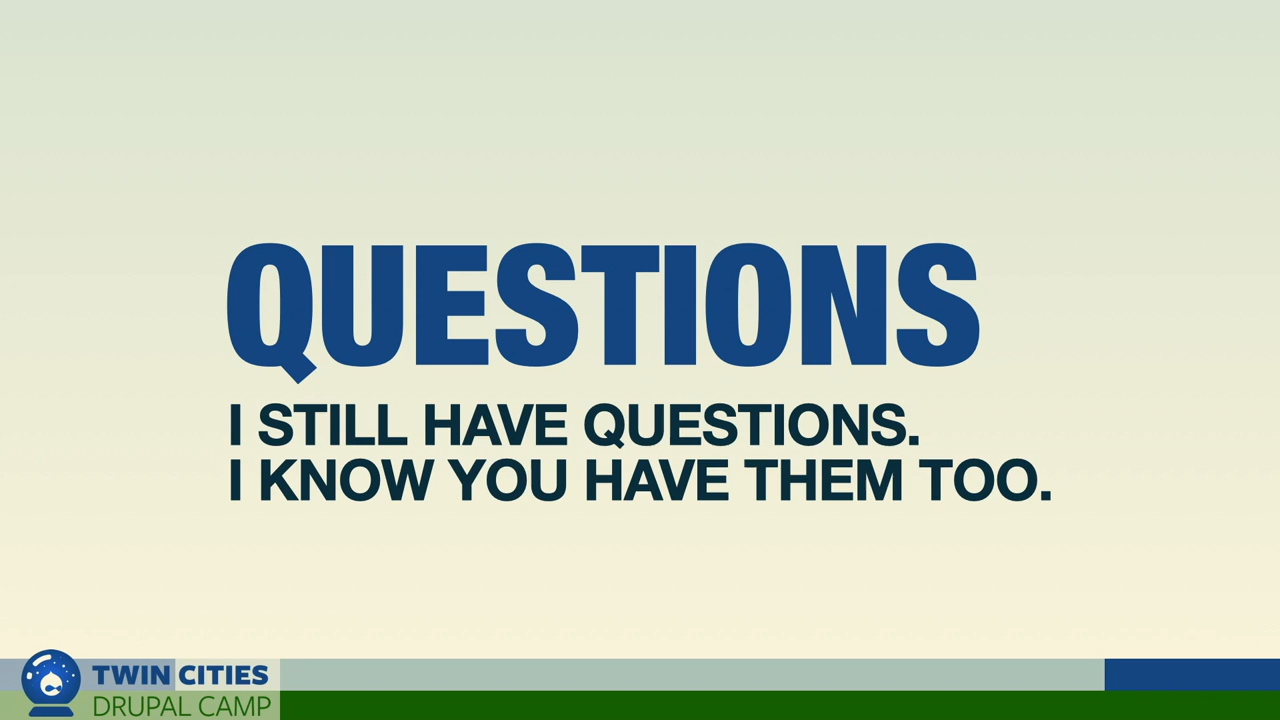 QUESTIONS
I STILL HAVE QUESTIONS.
I KNOW YOU HAVE THEM TOO.
TWIN CITIES
DRUPAL CAMP